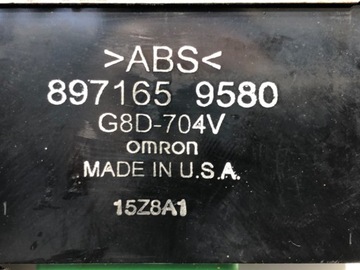 >ABS<
897165 9580
G8D-704V
omron
MADE IN U.S.A.
15Z8A1